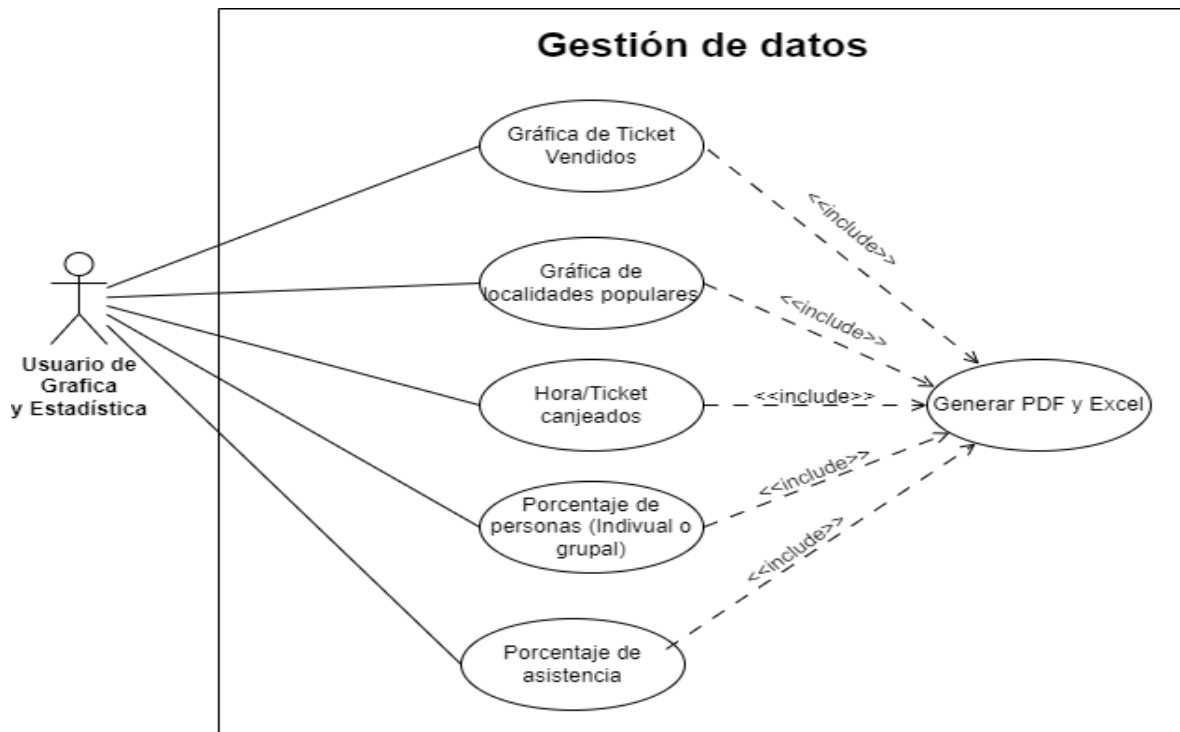 Gestión de datos
Gráfica de Ticket
Vendidos
<<include>>
Gráfica de
localidades populares
<<include>>
Usuario de
Grafica
y Estadística
Hora/Ticket
canjeados
<<include>>
Generar PDF y Excel
Porcentaje de
personas (Indivual o
grupal)
<<include>>
Porcentaje de
asistencia
<<include>>